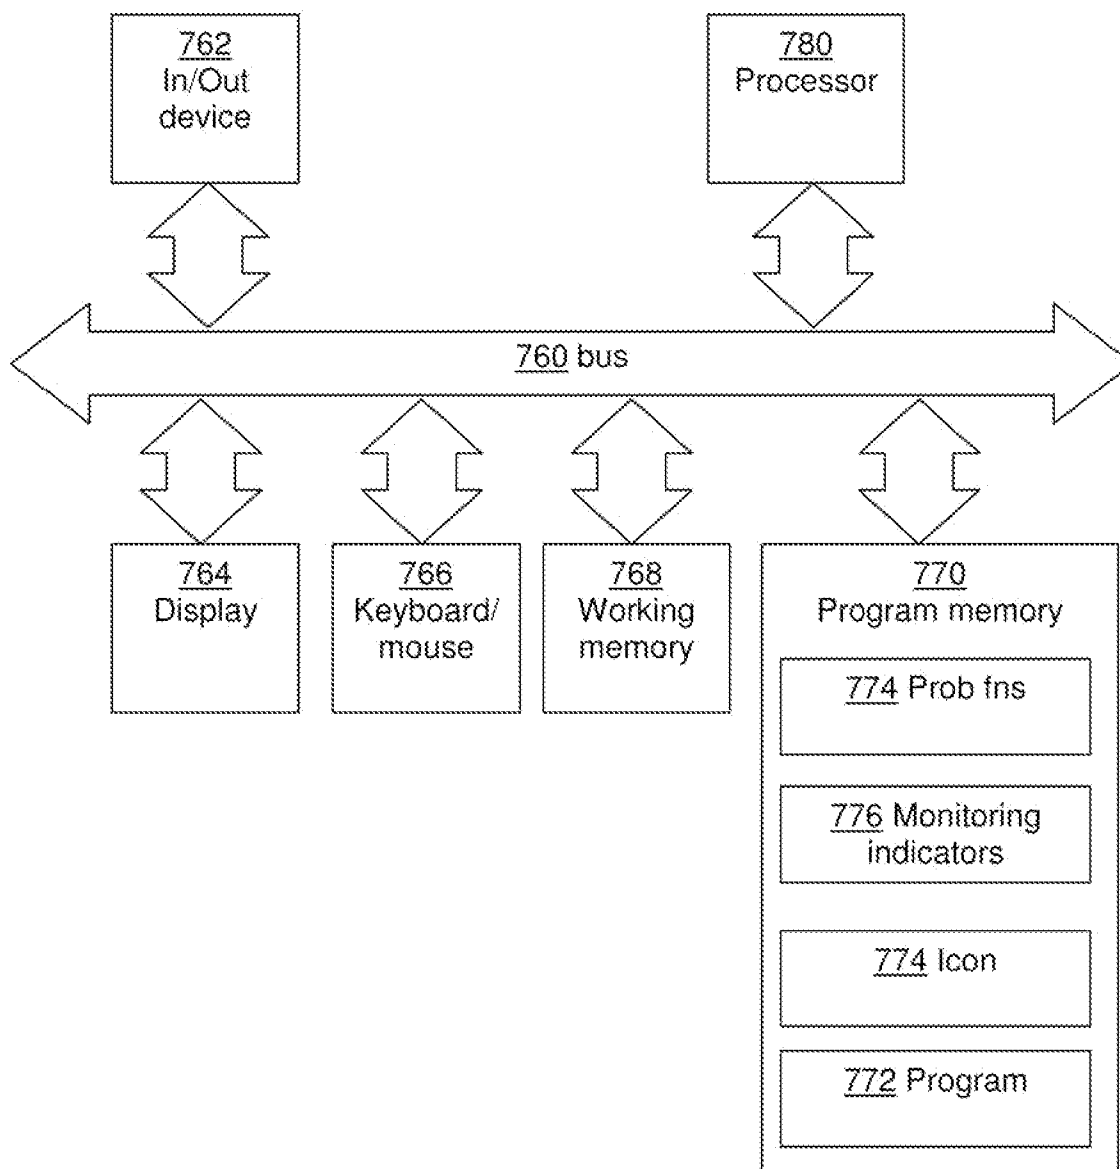 762
In/Out
device
780
Processor
760 bus
764
Display
766
Keyboard/
mouse
768
Working
memory
770
Program memory
774 Prob fns
776 Monitoring
indicators
774 Icon
772 Program